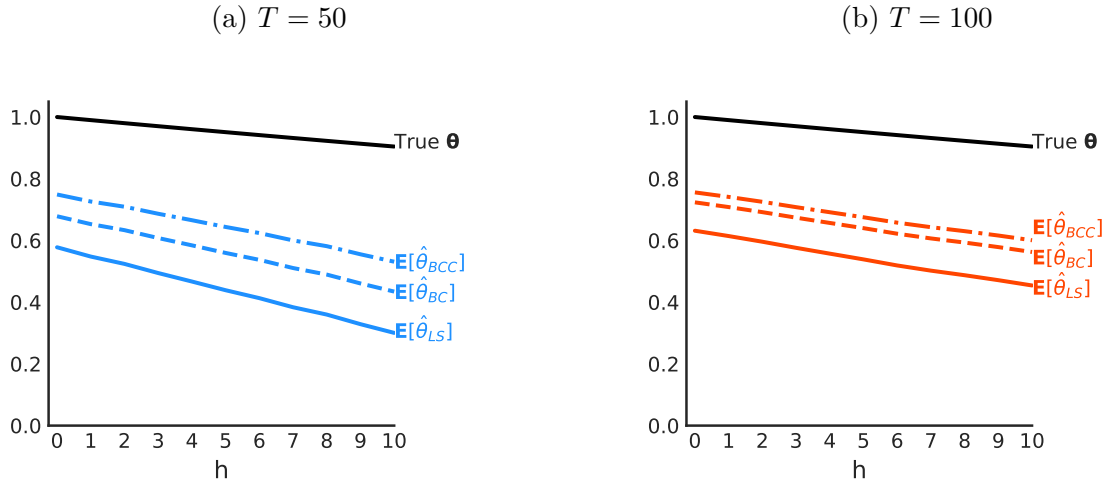 (a) T = 50
1.0
0.8
0.6
0.4
0.2
0.0
0 1 2 3 4 5 6 7 8 9 10
h
True θ
E[θ̂_BCC]
E[θ̂_BC]
E[θ̂_LS]
(b) T = 100
1.0
0.8
0.6
0.4
0.2
0.0
0 1 2 3 4 5 6 7 8 9 10
h
True θ
E[θ̂_BCC]
E[θ̂_BC]
E[θ̂_LS]